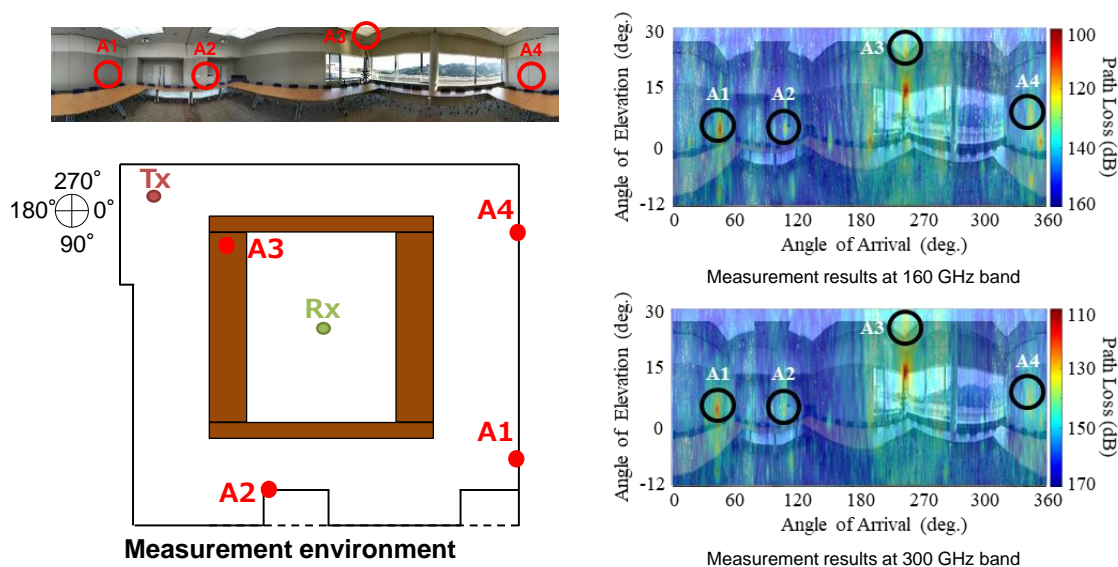 A1
A2
A3
A4
Tx
270°
180°
0°
90°
A4
A3
Rx
A1
A2
Measurement environment
30
15
0
-12
Angle of Elevation (deg.)
A1
A2
A3
A4
0
60
120
180
270
300
360
Angle of Arrival (deg.)
100
120
140
160
Path Loss (dB)
Measurement results at 160 GHz band
30
15
0
-12
Angle of Elevation (deg.)
A1
A2
A3
A4
0
60
120
180
270
300
360
Angle of Arrival (deg.)
110
130
150
170
Path Loss (dB)
Measurement results at 300 GHz band